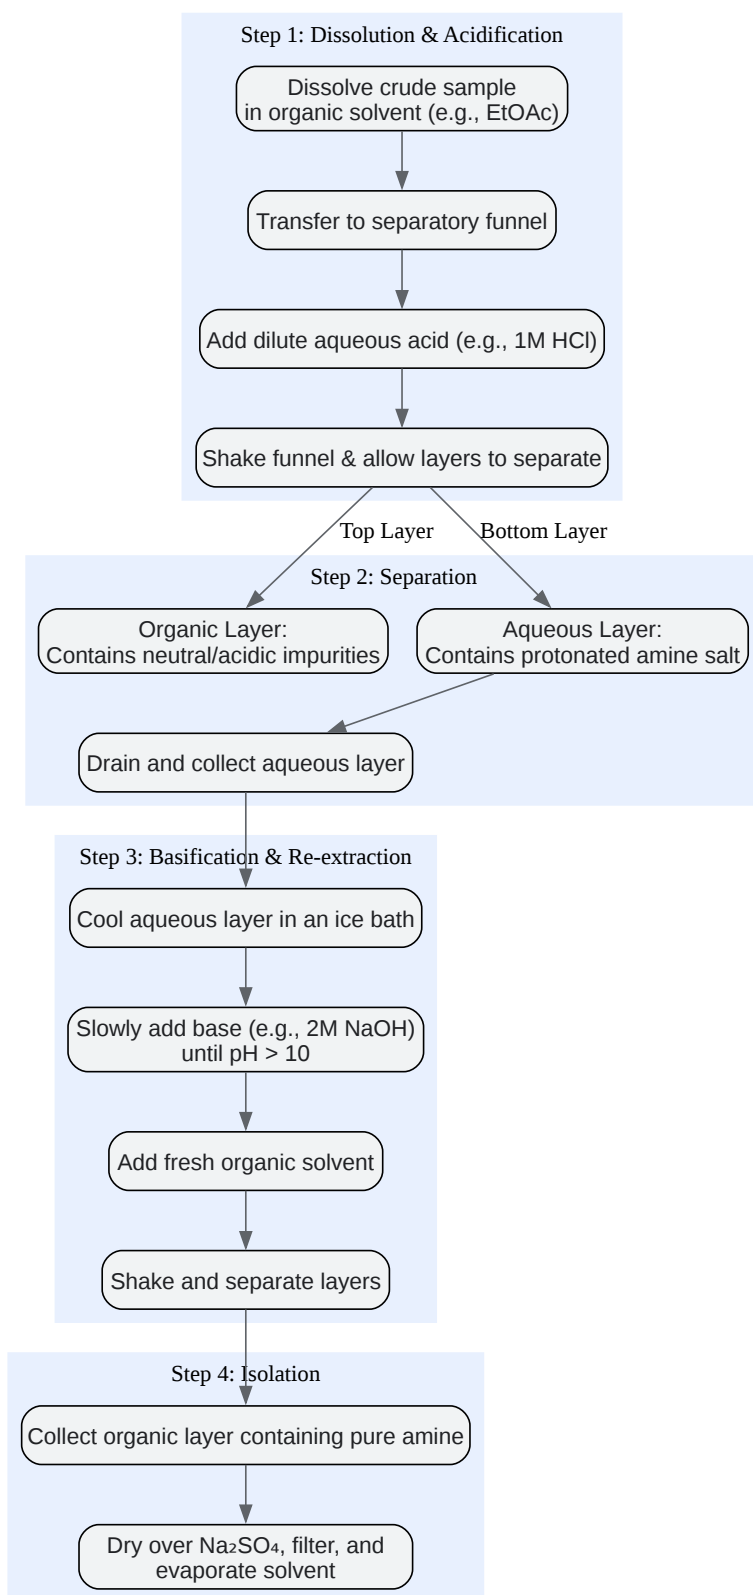 Step 1: Dissolution & Acidification
Dissolve crude sample
in organic solvent (e.g., EtOAc)
Transfer to separatory funnel
Add dilute aqueous acid (e.g., 1M HCl)
Shake funnel & allow layers to separate
Top Layer
Bottom Layer
Step 2: Separation
Organic Layer:
Contains neutral/acidic impurities
Aqueous Layer:
Contains protonated amine salt
Drain and collect aqueous layer
Step 3: Basification & Re-extraction
Cool aqueous layer in an ice bath
Slowly add base (e.g., 2M NaOH)
until pH > 10
Add fresh organic solvent
Shake and separate layers
Step 4: Isolation
Collect organic layer containing pure amine
Dry over Na₂SO₄, filter, and
evaporate solvent